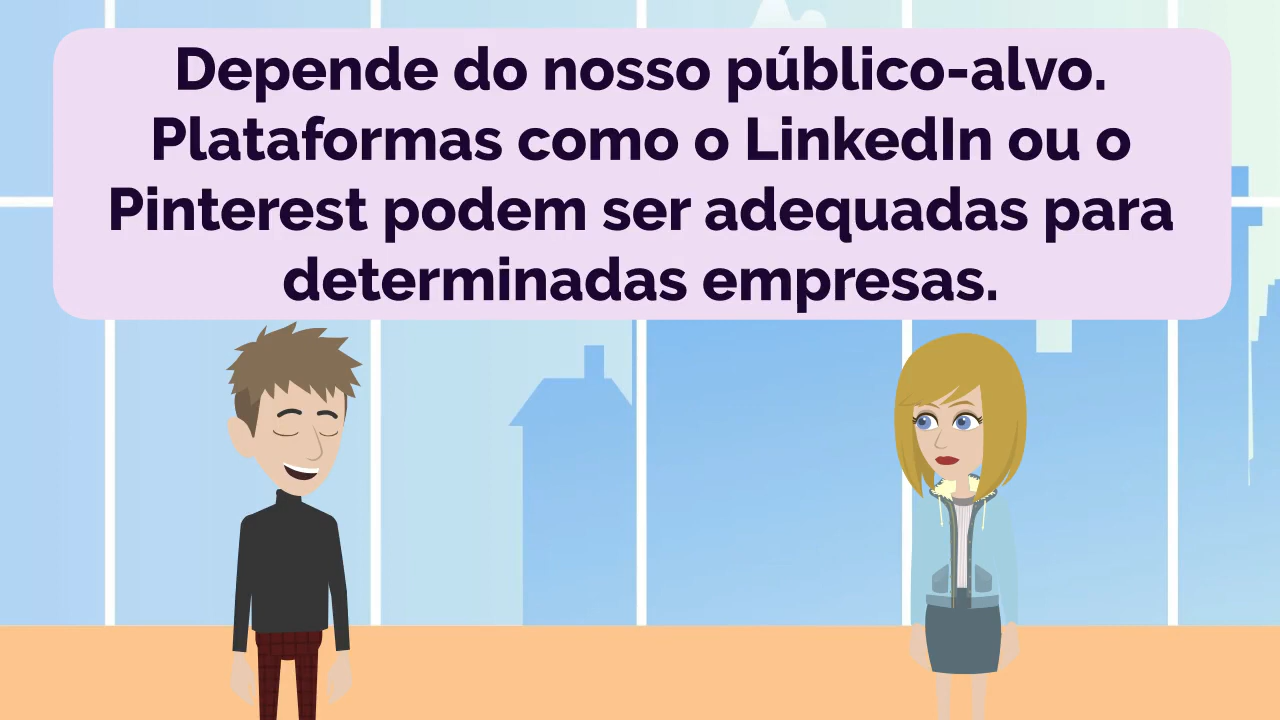 Depende do nosso público-alvo.
Plataformas como o LinkedIn ou o
Pinterest podem ser adequadas para
determinadas empresas.